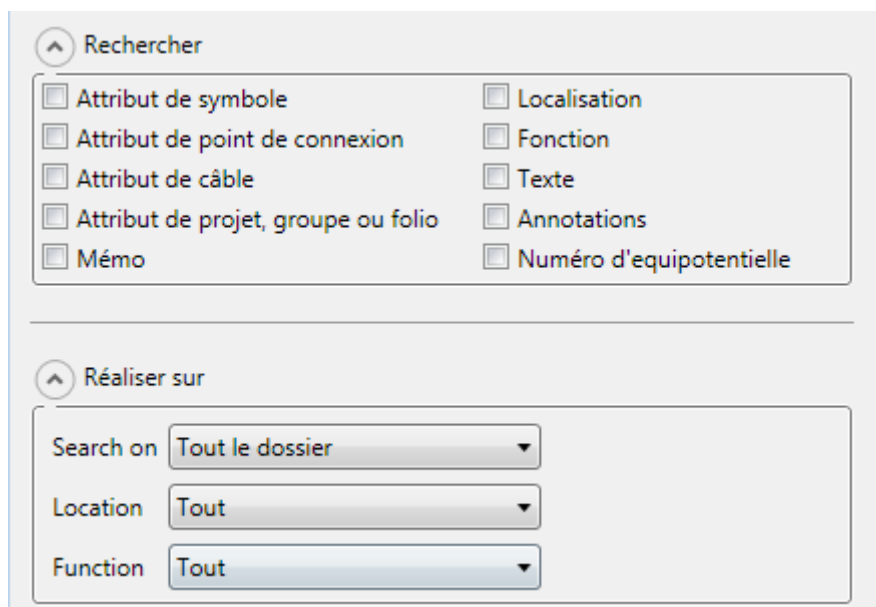 Rechercher
Attribut de symbole
Localisation
Attribut de point de connexion
Fonction
Attribut de câble
Texte
Attribut de projet, groupe ou folio
Annotations
Mémo
Numéro d'equipotentielle
Réaliser sur
Search on Tout le dossier
Location Tout
Function Tout